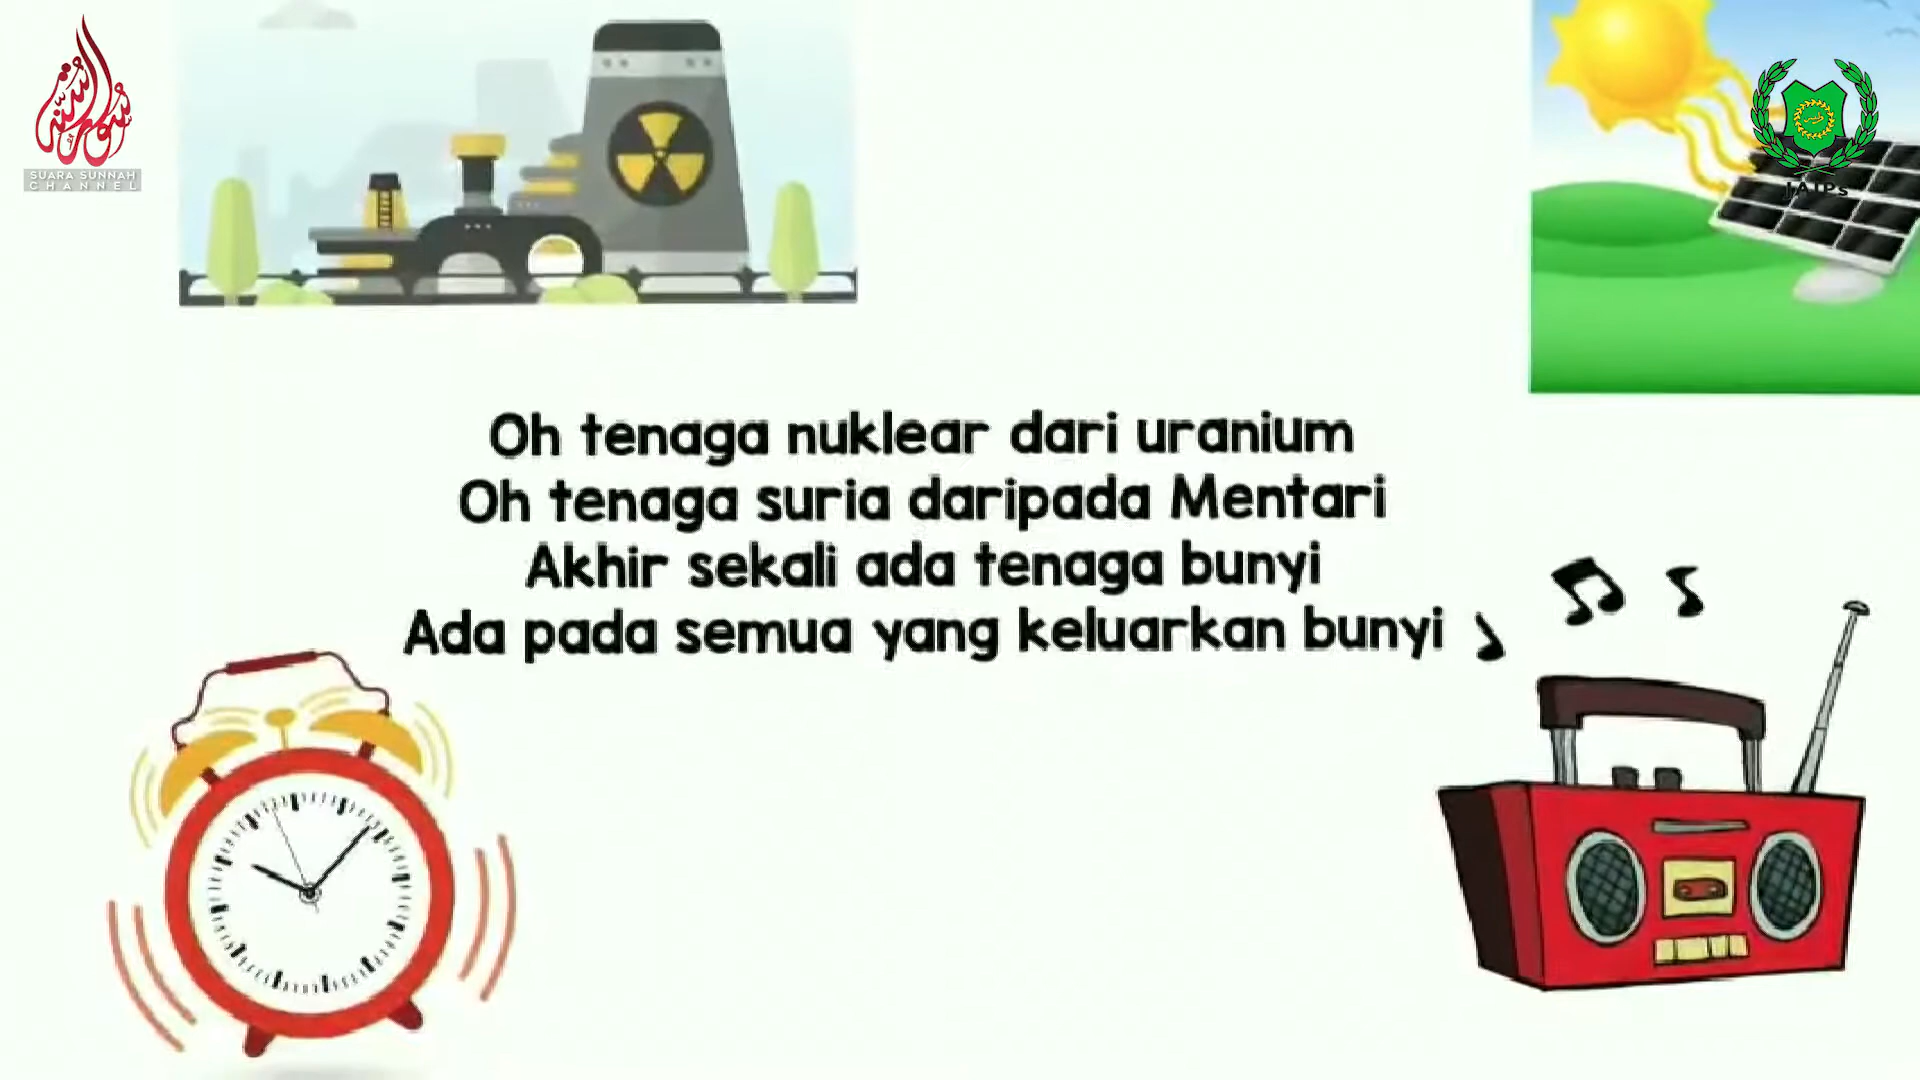 SUARA SUNNAH
CHANNEL
JAIPs
Oh tenaga nuklear dari uranium
Oh tenaga suria daripada Mentari
Akhir sekali ada tenaga bunyi
Ada pada semua yang keluarkan bunyi